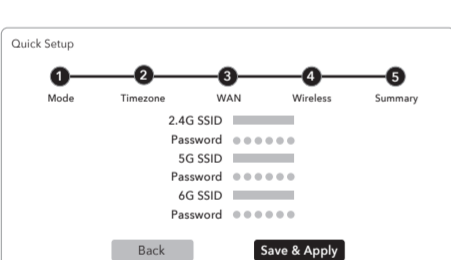 Quick Setup
1 2 3 4 5
Mode Timezone WAN Wireless Summary
2.4G SSID
Password
5G SSID
Password
6G SSID
Password
Back Save & Apply